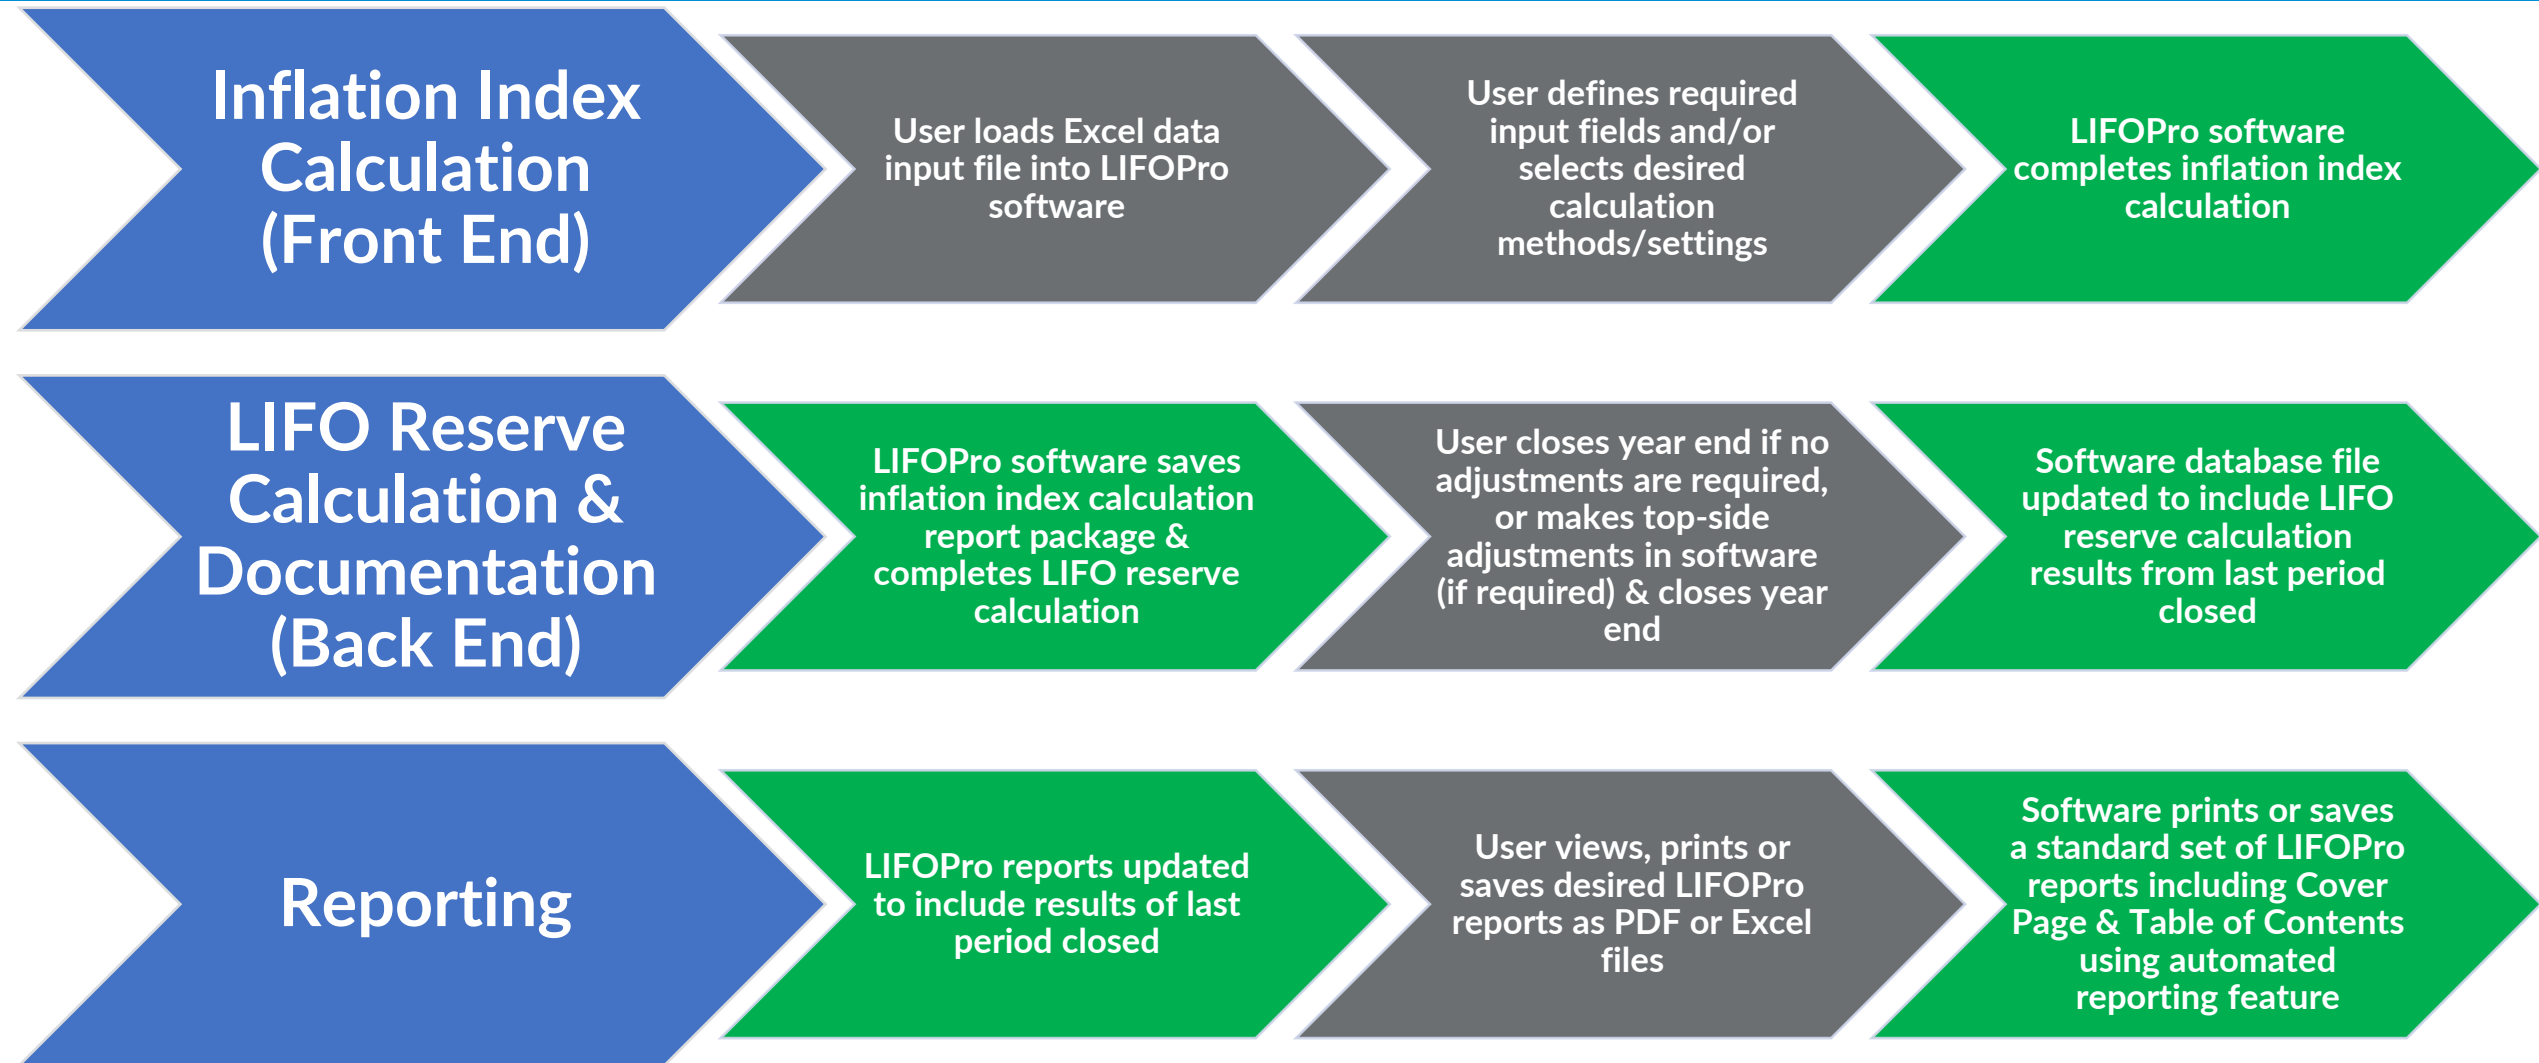 Inflation Index
Calculation
(Front End)
User loads Excel data
input file into LIFOPro
software
User defines required
input fields and/or
selects desired
calculation
methods/settings
LIFOPro software
completes inflation index
calculation
LIFO Reserve
Calculation &
Documentation
(Back End)
LIFOPro software saves
inflation index calculation
report package &
completes LIFO reserve
calculation
User closes year end if no
adjustments are required,
or makes top-side
adjustments in software
(if required) & closes year
end
Software database file
updated to include LIFO
reserve calculation
results from last period
closed
Reporting
LIFOPro reports updated
to include results of last
period closed
User views, prints or
saves desired LIFOPro
reports as PDF or Excel
files
Software prints or saves
a standard set of LIFOPro
reports including Cover
Page & Table of Contents
using automated
reporting feature